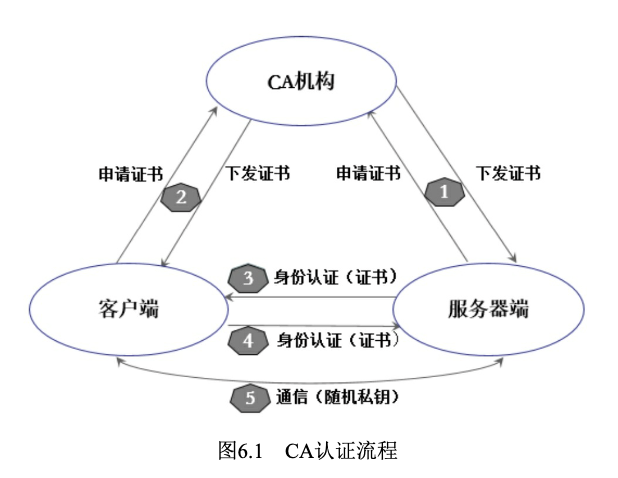 CA机构
申请证书
2
下发证书
申请证书
1
下发证书
3 身份认证（证书）
客户端
服务器端
4 身份认证（证书）
5 通信（随机私钥）
图6.1 CA认证流程